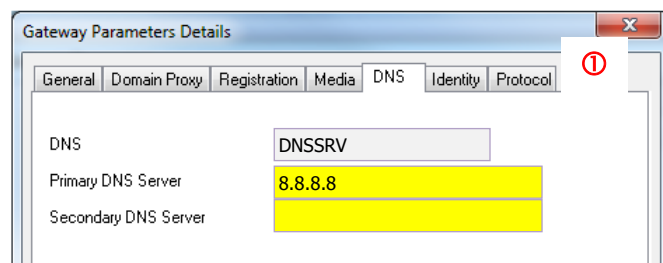 Gateway Parameters Details
①
General Domain Proxy Registration Media DNS Identity Protocol
DNS DNSSRV
Primary DNS Server 8.8.8.8
Secondary DNS Server